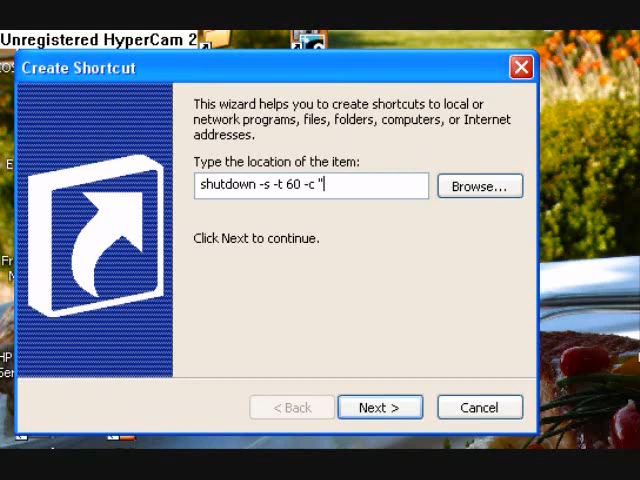 Unregistered HyperCam 2
Create Shortcut
This wizard helps you to create shortcuts to local or
network programs, files, folders, computers, or Internet
addresses.
Type the location of the item:
shutdown -s -t 60 -c "
Browse...
Click Next to continue.
< Back
Next >
Cancel